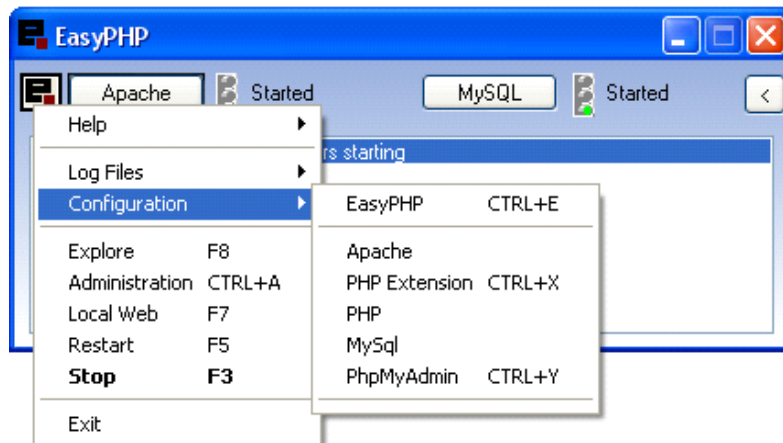 EasyPHP
Apache Started MySQL Started <
Help
rs starting
Log Files
Configuration
EasyPHP CTRL+E
Explore F8
Apache
Administration CTRL+A
PHP Extension CTRL+X
Local Web F7
PHP
Restart F5
MySql
Stop F3
PhpMyAdmin CTRL+Y
Exit